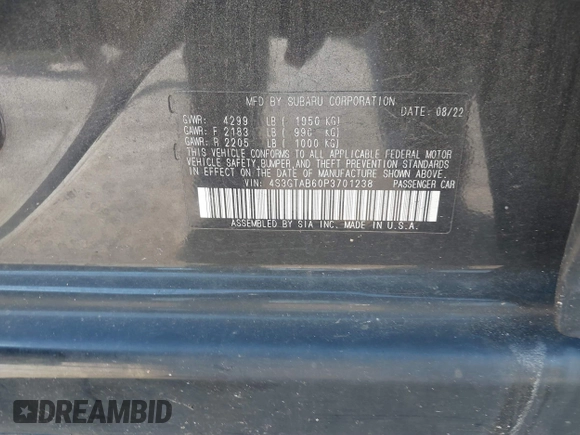 MFD BY SUBARU CORPORATION
DATE: 08/22
GVWR: 4299 LB ( 1950 KG)
GAWR: F 2183 LB ( 990 KG)
GAWR: R 2205 LB ( 1000 KG)
THIS VEHICLE CONFORMS TO ALL APPLICABLE FEDERAL MOTOR
VEHICLE SAFETY, BUMPER, AND THEFT PREVENTION STANDARDS
IN EFFECT ON THE DATE OF MANUFACTURE SHOWN ABOVE.
VIN: 4S3GTAB60P3701238 PASSENGER CAR
ASSEMBLED BY SIA INC. MADE IN U.S.A.
DREAMBID